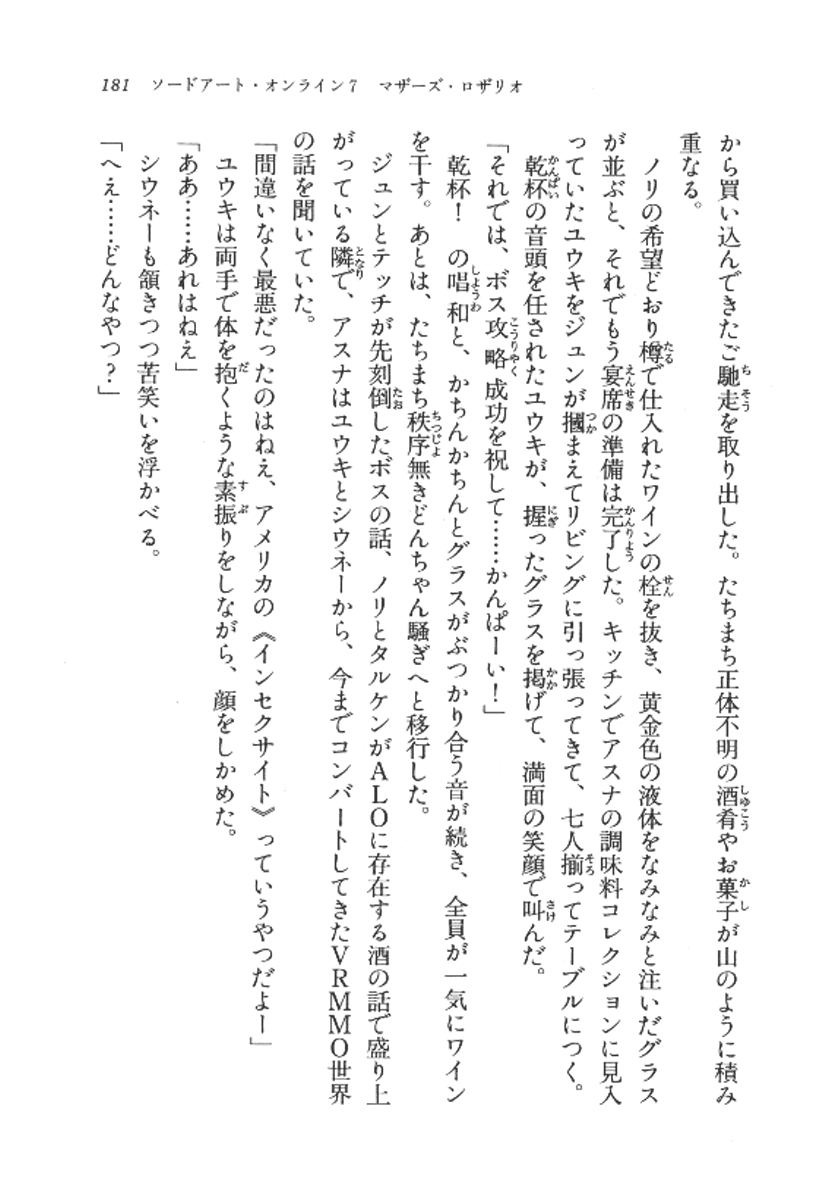 181　ソードアート・オンライン7　マザーズ・ロザリオ
から買い込んできたご馳走を取り出した。たちまち正体不明の酒肴やお菓子が山のように積み
重なる。
　ノリの希望どおり樽で仕入れたワインの栓を抜き、黄金色の液体をなみなみと注いだグラス
が並ぶと、それでもう宴席の準備は完了した。キッチンでアスナの調味料コレクションに見入
っていたユウキをジュンが摑まえてリビングに引っ張ってきて、七人揃ってテーブルにつく。
　乾杯の音頭を任されたユウキが、握ったグラスを掲げて、満面の笑顔で叫んだ。
「それでは、ボス攻略成功を祝して……かんぱーい！」
　乾杯！　の唱和と、かちんかちんとグラスがぶつかり合う音が続き、全員が一気にワイン
を干す。あとは、たちまち秩序無きどんちゃん騒ぎへと移行した。
　ジュンとテッチが先刻倒したボスの話、ノリとタルケンがＡＬＯに存在する酒の話で盛り上
がっている隣で、アスナはユウキとシウネーから、今までコンバートしてきたＶＲＭＭＯ世界
の話を聞いていた。
「間違いなく最悪だったのはねえ、アメリカの《インセクサイト》っていうやつだよー」
　ユウキは両手で体を抱くような素振りをしながら、顔をしかめた。
「ああ……あれはねえ」
　シウネーも頷きつつ苦笑いを浮かべる。
「へぇ……どんなやつ？」